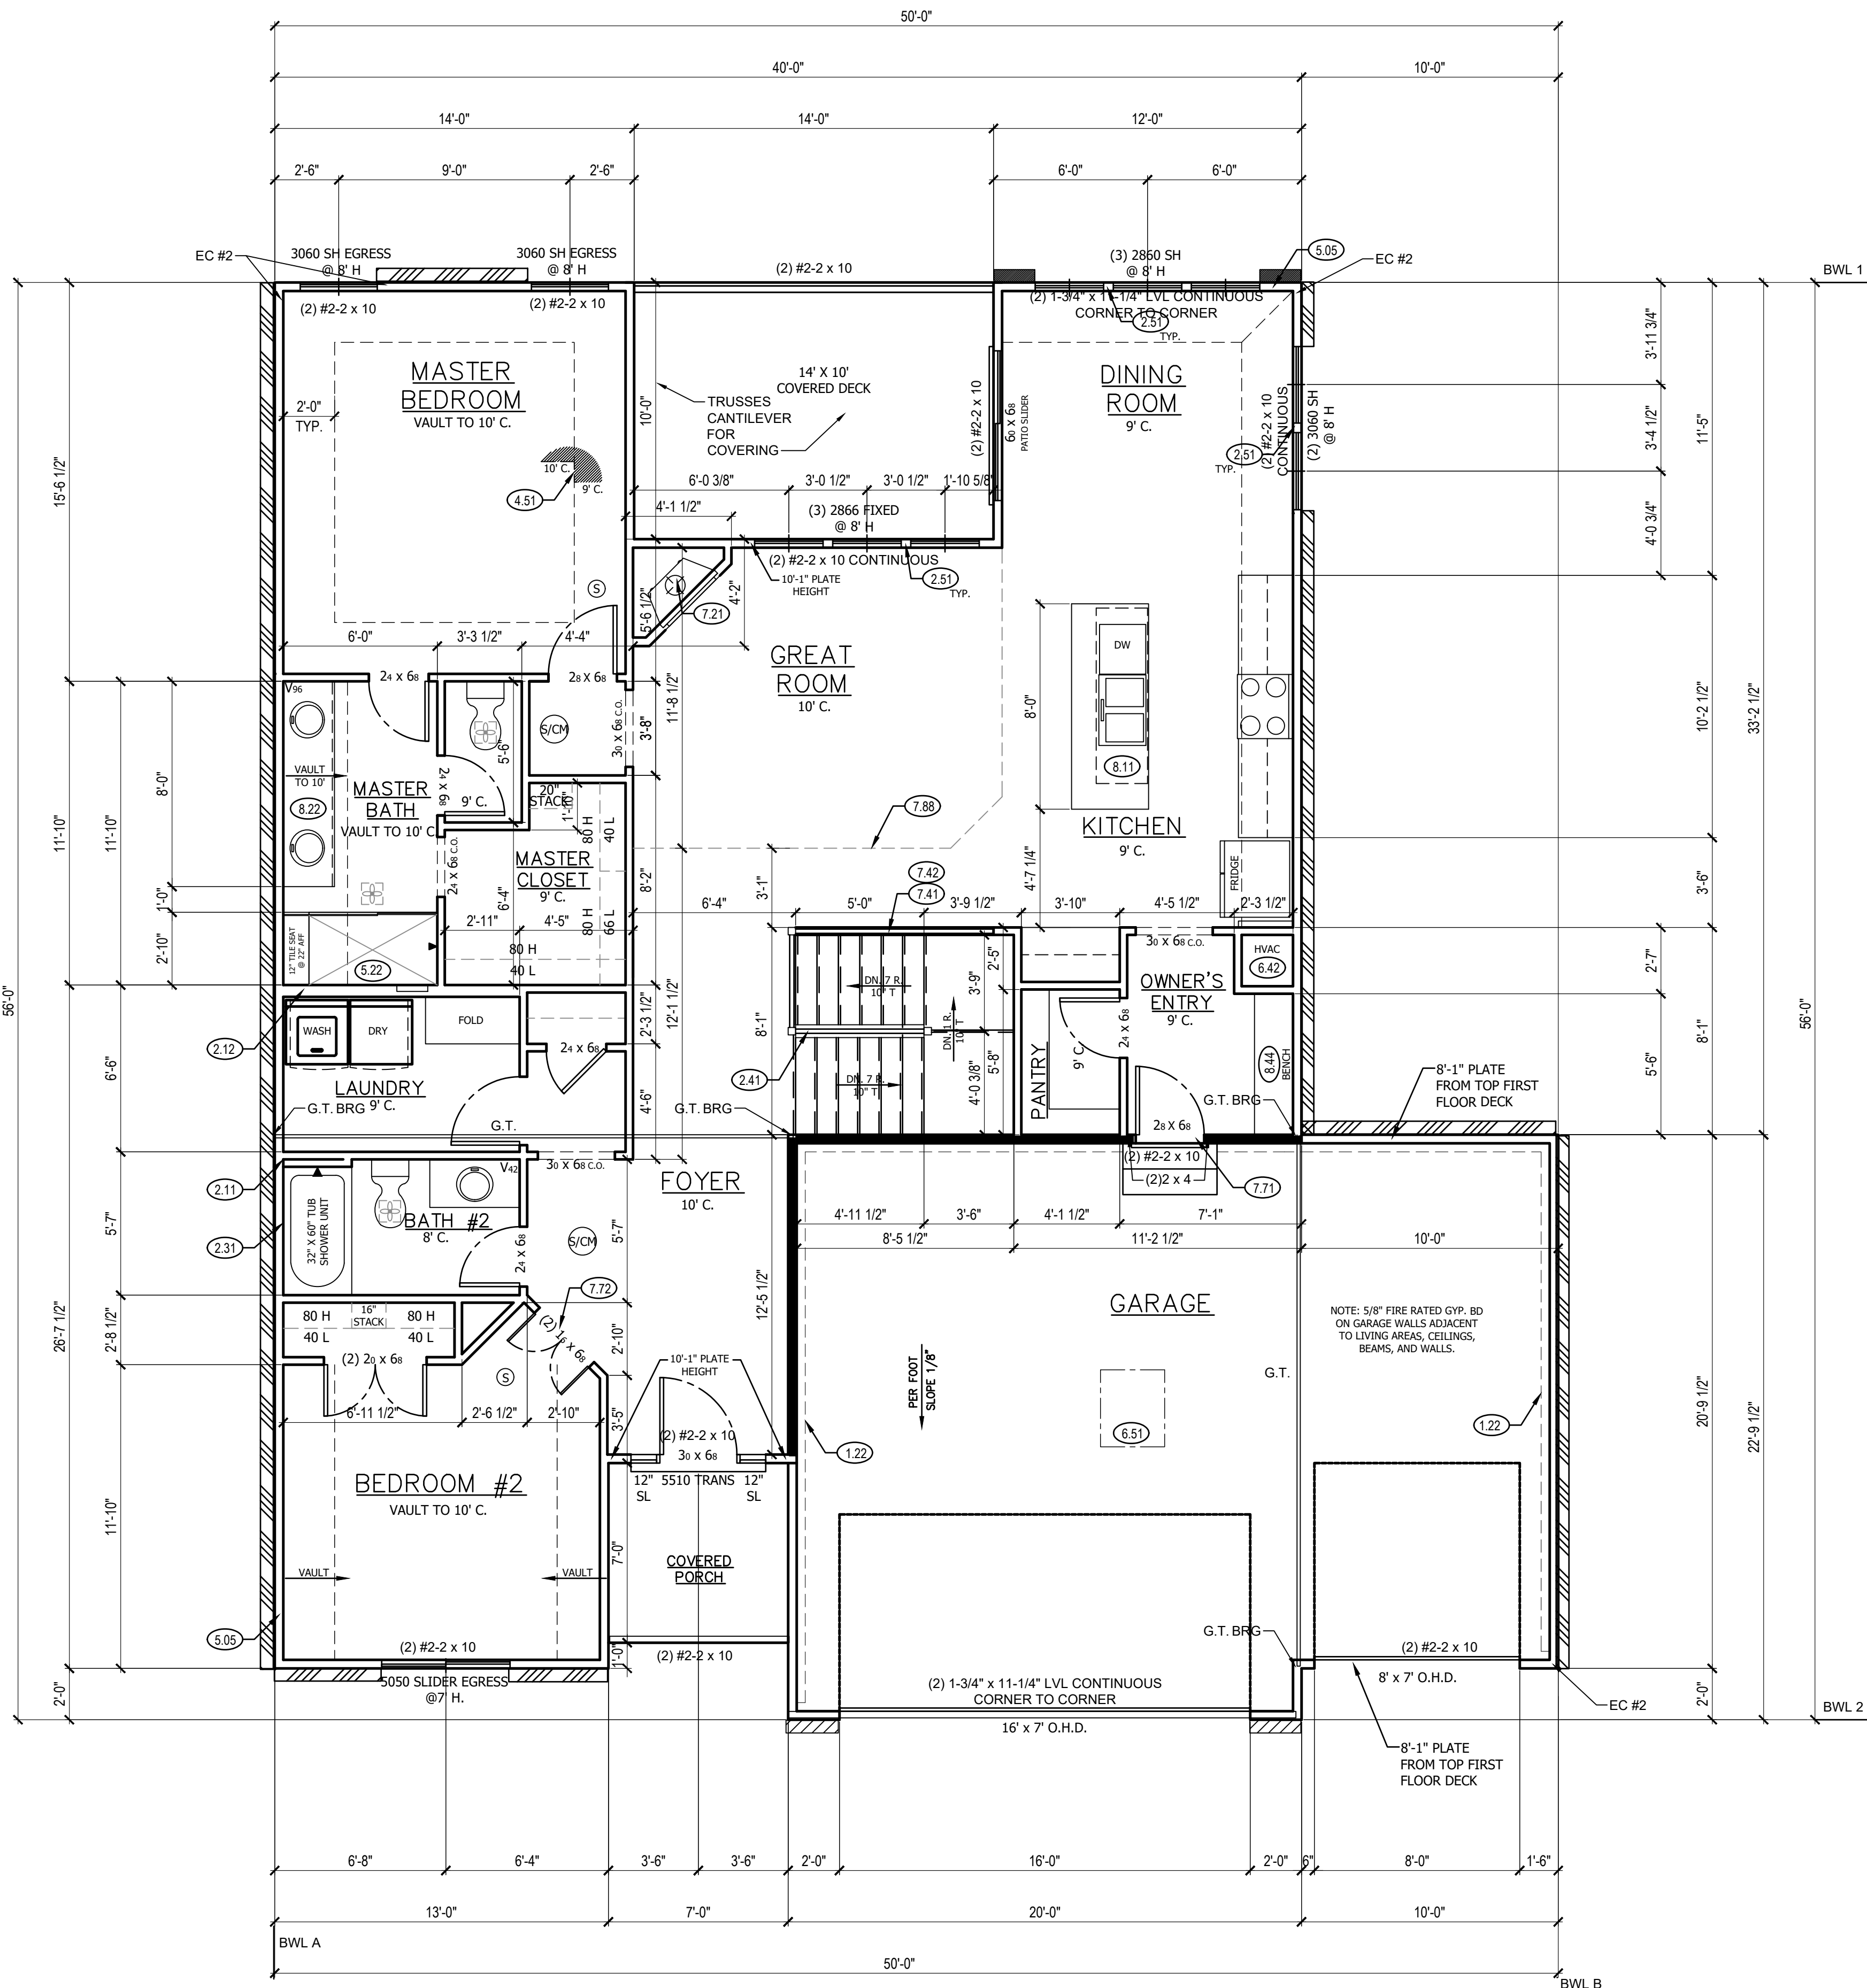 50'-0"
40'-0"
10'-0"
14'-0"
14'-0"
12'-0"
2'-6"
9'-0"
2'-6"
6'-0"
6'-0"
EC #2
3060 SH EGRESS
@ 8' H
3060 SH EGRESS
@ 8' H
(2) #2-2 x 10
(3) 2860 SH
@ 8' H
5.05
EC #2
BWL 1
(2) #2-2 x 10
(2) #2-2 x 10
(2) 1-3/4" x 11-1/4" LVL CONTINUOUS
CORNER TO CORNER
2.51
TYP.
MASTER
BEDROOM
VAULT TO 10' C.
2'-0"
TYP.
10' C.
9' C.
4.51
10'-0"
TRUSSES
CANTILEVER
FOR
COVERING
14' X 10'
COVERED DECK
(2) #2-2 x 10
60 x 68
PATIO SLIDER
DINING
ROOM
9' C.
(2) #2-2 x 10
CONTINUOUS
(2) 3060 SH
@ 8' H
2.51
TYP.
3'-11 3/4"
3'-4 1/2"
4'-0 3/4"
11'-5"
15'-6 1/2"
6'-0 3/8"
3'-0 1/2"
3'-0 1/2"
1'-10 5/8"
4'-1 1/2"
(3) 2866 FIXED
@ 8' H
(2) #2-2 x 10 CONTINUOUS
10'-1" PLATE
HEIGHT
2.51
TYP.
S
7.21
5'-6 1/2"
4'-2"
6'-0"
3'-3 1/2"
4'-4"
24 x 68
28 x 68
GREAT
ROOM
10' C.
11'-8 1/2"
DW
8'-0"
8.11
KITCHEN
9' C.
10'-2 1/2"
33'-2 1/2"
V96
S/CM
30 x 68 C.O.
3'-8"
5'-6"
VAULT
TO 10'
8.22
MASTER
BATH
VAULT TO 10' C.
24 x 68
9' C.
20"
STACK
1'-10"
80 H
40 L
7.88
8'-0"
11'-10"
11'-10"
24 x 68 C.O.
MASTER
CLOSET
9' C.
6'-4"
8'-2"
7.42
7.41
3'-1"
4'-7 1/4"
FRIDGE
3'-6"
1'-0"
2'-10"
2'-11"
4'-5"
80 H
66 L
80 H
40 L
6'-4"
5'-0"
3'-9 1/2"
3'-10"
4'-5 1/2"
2'-3 1/2"
12" TILE SEAT
@ 22" AFF
5.22
30 x 68 C.O.
HVAC
6.42
2'-7"
OWNER'S
ENTRY
9' C.
DN. 7 R.
10" T
3'-9"
2'-5"
DN. 1 R.
10" T
56'-0"
56'-0"
2.12
WASH
DRY
FOLD
2'-3 1/2"
12'-1 1/2"
24 x 68
8'-1"
2.41
DN. 7 R.
10" T
4'-0 3/8"
5'-8"
PANTRY
9' C.
24 x 68
8.44
BENCH
8'-1"
5'-6"
6'-6"
LAUNDRY
9' C.
G.T. BRG
G.T.
4'-6"
G.T. BRG
28 x 68
G.T. BRG
8'-1" PLATE
FROM TOP FIRST
FLOOR DECK
(2) #2-2 x 10
(2)2 x 4
7.71
2.11
V42
30 x 68 C.O.
FOYER
10' C.
32" X 60" TUB
SHOWER UNIT
BATH #2
8' C.
24 x 68
S/CM
5'-7"
5'-7"
2.31
4'-11 1/2"
3'-6"
4'-1 1/2"
7'-1"
8'-5 1/2"
11'-2 1/2"
10'-0"
7.72
(2) 16 x 68
12'-5 1/2"
GARAGE
NOTE: 5/8" FIRE RATED GYP. BD
ON GARAGE WALLS ADJACENT
TO LIVING AREAS, CEILINGS,
BEAMS, AND WALLS.
80 H
40 L
16"
STACK
80 H
40 L
2'-8 1/2"
26'-7 1/2"
2'-10"
(2) 20 x 68
S
10'-1" PLATE
HEIGHT
SLOPE 1/8"
PER FOOT
G.T.
20'-9 1/2"
22'-9 1/2"
6'-11 1/2"
2'-6 1/2"
2'-10"
3'-5"
(2) #2-2 x 10
30 x 68
1.22
6.51
1.22
12"
SL
5510 TRANS
12"
SL
BEDROOM #2
VAULT TO 10' C.
11'-10"
7'-0"
COVERED
PORCH
VAULT
VAULT
5.05
(2) #2-2 x 10
1'-0"
(2) #2-2 x 10
5050 SLIDER EGRESS
@7' H.
G.T. BRG
(2) #2-2 x 10
8' x 7' O.H.D.
(2) 1-3/4" x 11-1/4" LVL CONTINUOUS
CORNER TO CORNER
16' x 7' O.H.D.
2'-0"
2'-0"
EC #2
BWL 2
8'-1" PLATE
FROM TOP FIRST
FLOOR DECK
6'-8"
6'-4"
3'-6"
3'-6"
2'-0"
16'-0"
2'-0"
6"
8'-0"
1'-6"
13'-0"
7'-0"
20'-0"
10'-0"
BWL A
50'-0"
BWL B